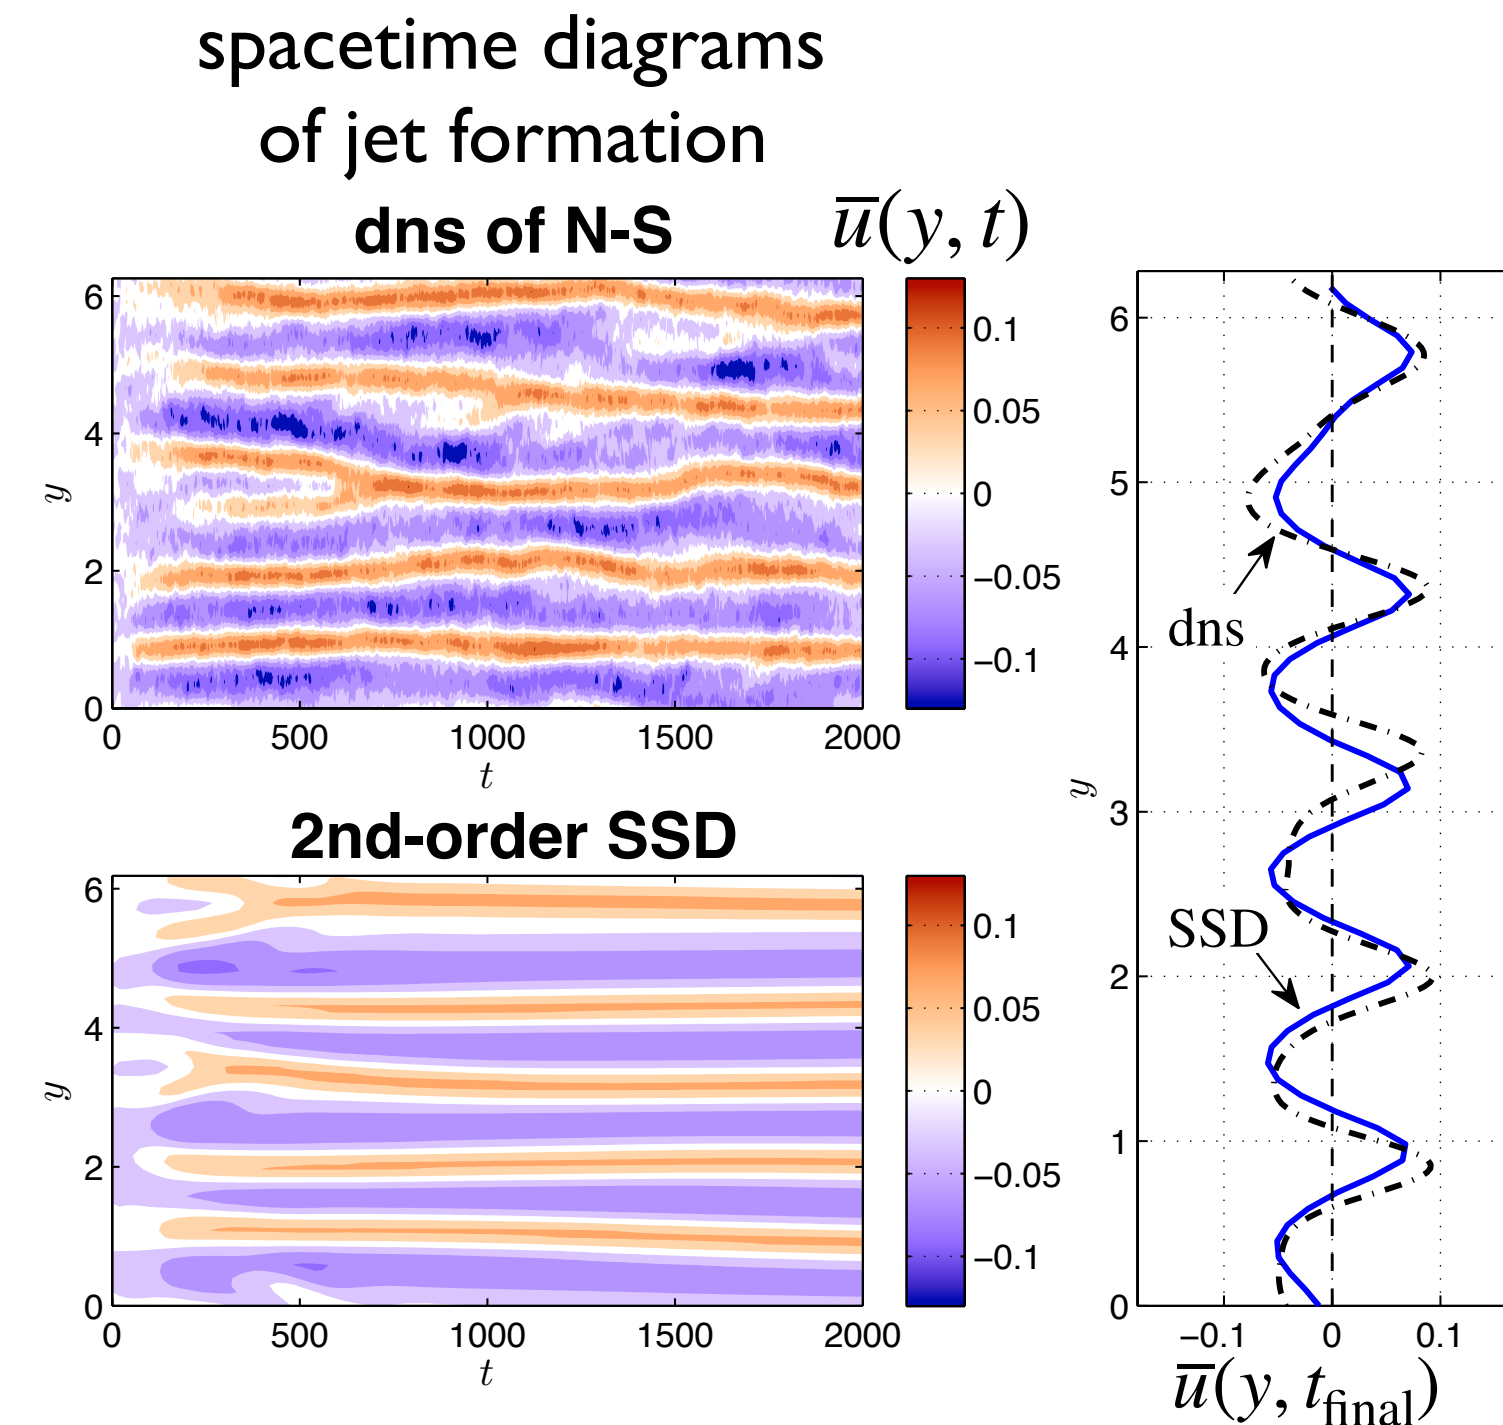 spacetime diagrams
of jet formation
dns of N-S
u̅(y, t)
6
4
2
0
y
0 500 1000 1500 2000
t
0.1
0.05
0
−0.05
−0.1
2nd-order SSD
6
4
2
0
y
0 500 1000 1500 2000
t
0.1
0.05
0
−0.05
−0.1
6
5
4
3
2
1
0
y
dns
SSD
−0.1 0 0.1
u̅(y, t_final)